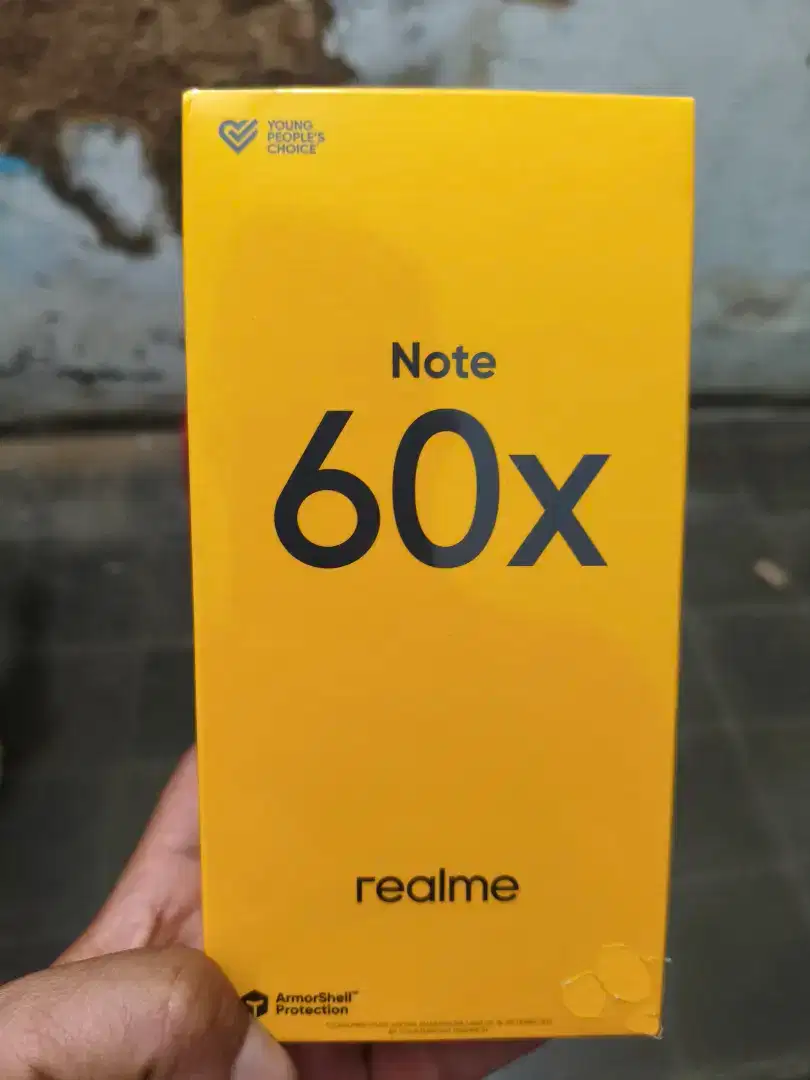 YOUNG
PEOPLE'S
CHOICE
Note
60x
realme
ArmorShell™
Protection